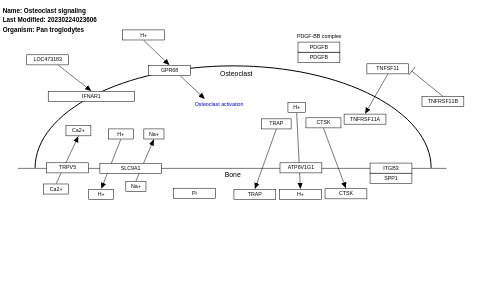 Name: Osteoclast signaling
Last Modified: 20230224023606
Organism: Pan troglodytes
H+
PDGF-BB complex
PDGFB
PDGFB
LOC473183
GPR68
TNFSF11
Osteoclast
IFNAR1
Osteoclast activation
TNFRSF11B
H+
TNFRSF11A
TRAP
CTSK
Ca2+
H+
Na+
TRPV5
SLC9A1
ATP6V1G1
ITGB3
Bone
SPP1
Ca2+
Na+
H+
Pi
TRAP
H+
CTSK